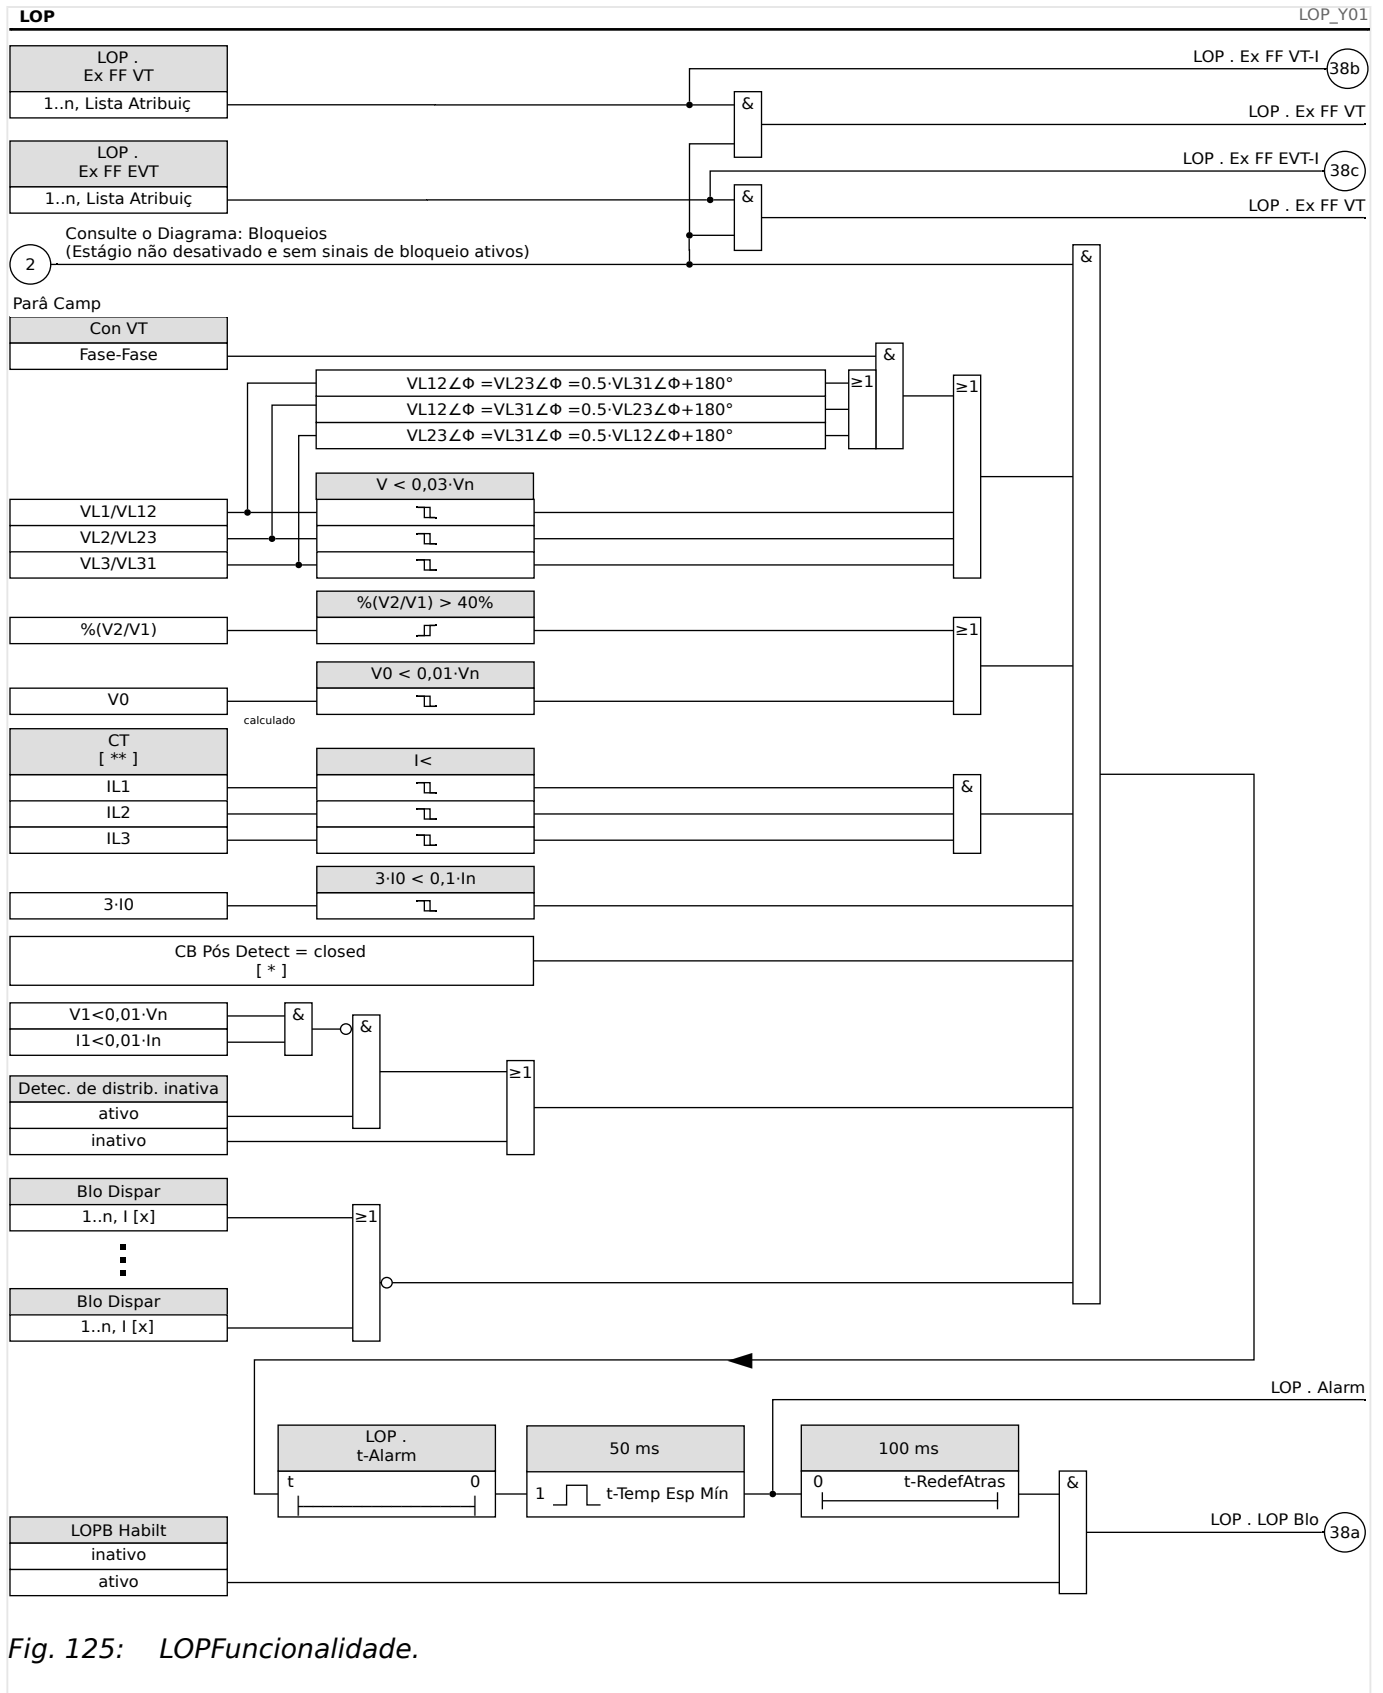 LOP
LOP_Y01
LOP .
Ex FF VT
1..n, Lista Atribuiç
&
LOP . Ex FF VT-I
38b
LOP . Ex FF VT
LOP .
Ex FF EVT
1..n, Lista Atribuiç
&
LOP . Ex FF EVT-I
38c
LOP . Ex FF VT
Consulte o Diagrama: Bloqueios
(Estágio não desativado e sem sinais de bloqueio ativos)
2
&
Parâ Camp
Con VT
Fase-Fase
&
VL12∠Φ =VL23∠Φ =0.5·VL31∠Φ+180°
≥1
≥1
VL12∠Φ =VL31∠Φ =0.5·VL23∠Φ+180°
VL23∠Φ =VL31∠Φ =0.5·VL12∠Φ+180°
V < 0,03·Vn
VL1/VL12
VL2/VL23
VL3/VL31
%(V2/V1) > 40%
%(V2/V1)
≥1
V0 < 0,01·Vn
V0
calculado
CT
[ ** ]
I<
IL1
&
IL2
IL3
3·I0 < 0,1·In
3·I0
CB Pós Detect = closed
[ * ]
V1<0,01·Vn
&
&
I1<0,01·In
≥1
Detec. de distrib. inativa
ativo
inativo
Blo Dispar
1..n, I [x]
≥1
Blo Dispar
1..n, I [x]
LOP . Alarm
LOP .
t-Alarm
50 ms
100 ms
t 0
1 t-Temp Esp Mín
0 t-RedefAtras
&
LOPB Habilt
inativo
ativo
LOP . LOP Blo
38a
Fig. 125: LOPFuncionalidade.